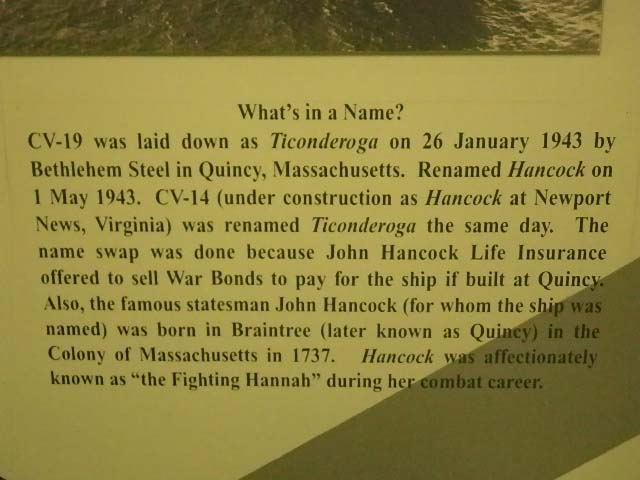 What's in a Name?
CV-19 was laid down as Ticonderoga on 26 January 1943 by
Bethlehem Steel in Quincy, Massachusetts. Renamed Hancock on
1 May 1943. CV-14 (under construction as Hancock at Newport
News, Virginia) was renamed Ticonderoga the same day. The
name swap was done because John Hancock Life Insurance
offered to sell War Bonds to pay for the ship if built at Quincy.
Also, the famous statesman John Hancock (for whom the ship was
named) was born in Braintree (later known as Quincy) in the
Colony of Massachusetts in 1737. Hancock was affectionately
known as “the Fighting Hannah” during her combat career.